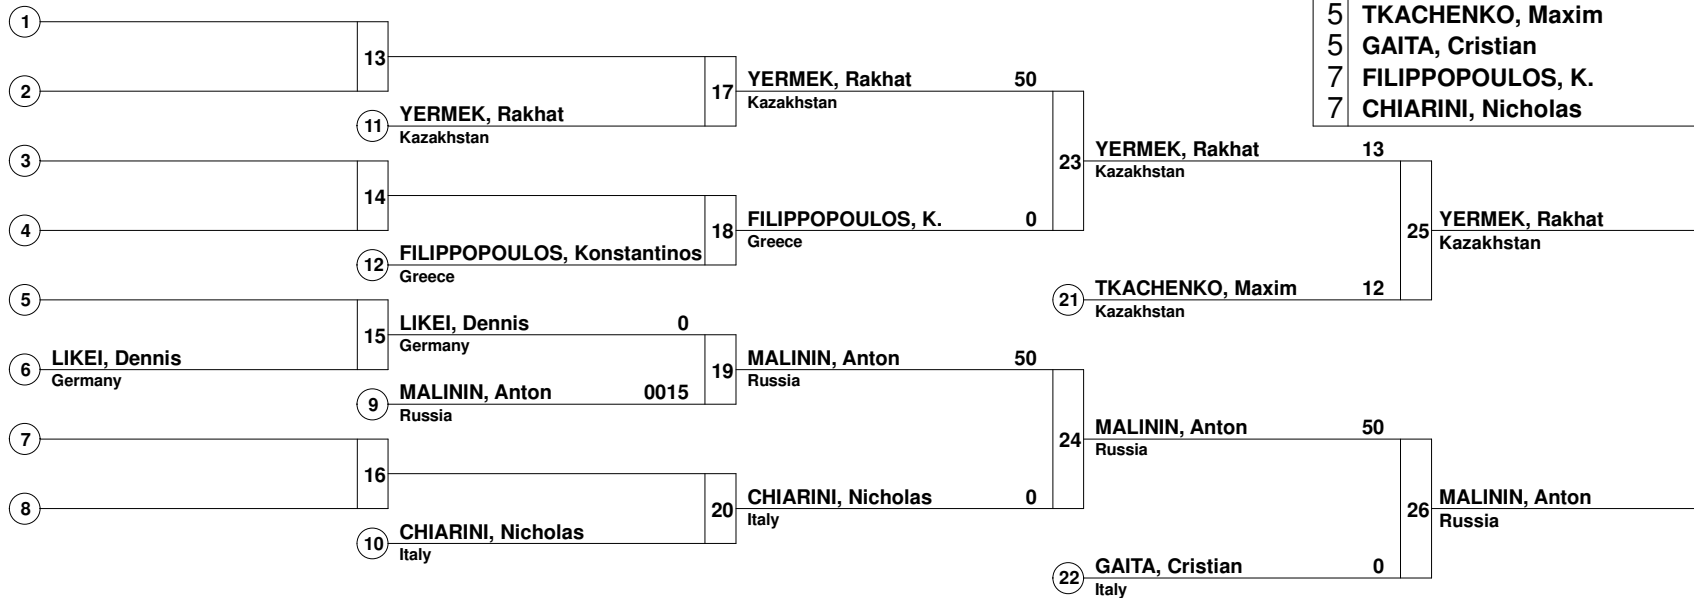 1
5 TKACHENKO, Maxim
5 GAITA, Cristian
7 FILIPPOPOULOS, K.
7 CHIARINI, Nicholas
13
2
17
YERMEK, Rakhat 50
Kazakhstan
11 YERMEK, Rakhat
Kazakhstan
3
23
YERMEK, Rakhat 13
Kazakhstan
14
4
18
FILIPPOPOULOS, K. 0
Greece
25
YERMEK, Rakhat
Kazakhstan
12 FILIPPOPOULOS, Konstantinos
Greece
5
21 TKACHENKO, Maxim 12
Kazakhstan
15
LIKEI, Dennis 0
Germany
6 LIKEI, Dennis
Germany
19
MALININ, Anton 50
Russia
9 MALININ, Anton 0015
Russia
7
24
MALININ, Anton 50
Russia
16
8
20
CHIARINI, Nicholas 0
Italy
26
MALININ, Anton
Russia
10 CHIARINI, Nicholas
Italy
22 GAITA, Cristian 0
Italy